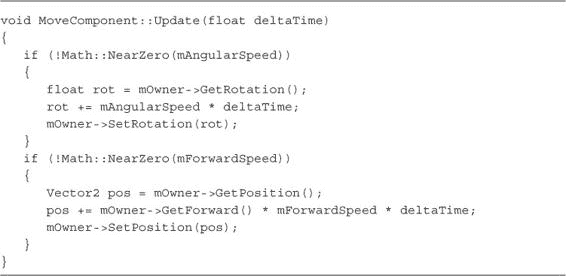 void MoveComponent::Update(float deltaTime)
{
   if (!Math::NearZero(mAngularSpeed))
   {
      float rot = mOwner->GetRotation();
      rot += mAngularSpeed * deltaTime;
      mOwner->SetRotation(rot);
   }
   if (!Math::NearZero(mForwardSpeed))
   {
      Vector2 pos = mOwner->GetPosition();
      pos += mOwner->GetForward() * mForwardSpeed * deltaTime;
      mOwner->SetPosition(pos);
   }
}